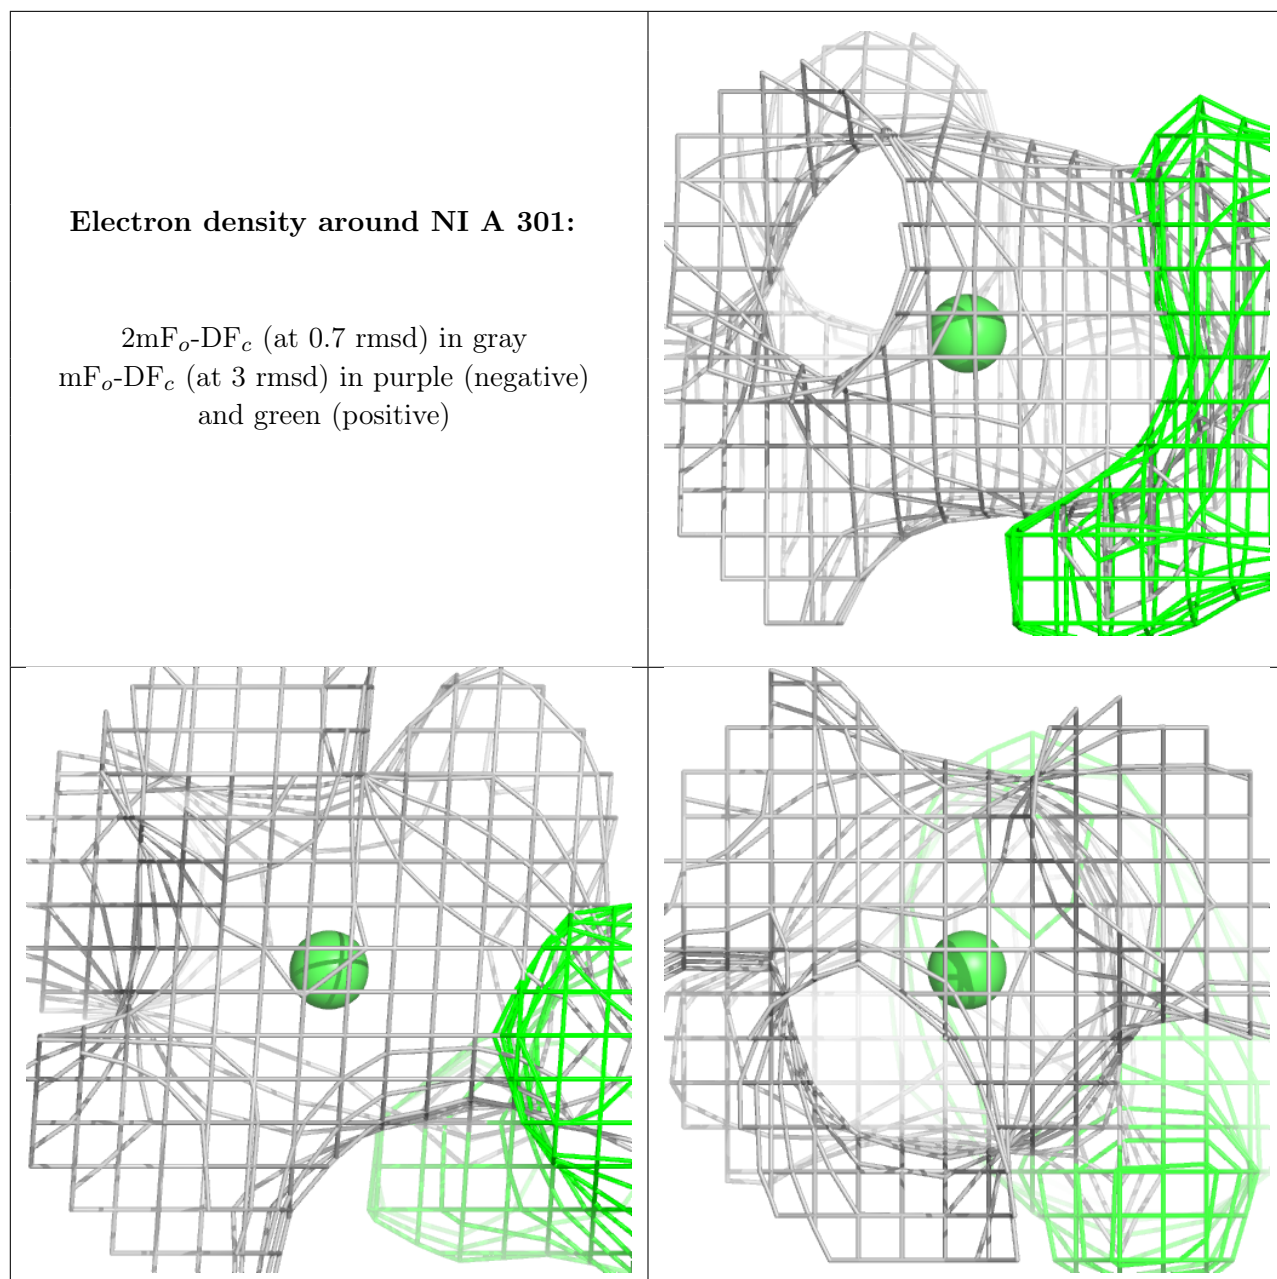 Electron density around NI A 301:
2mFo-DFc (at 0.7 rmsd) in gray
mFo-DFc (at 3 rmsd) in purple (negative)
and green (positive)